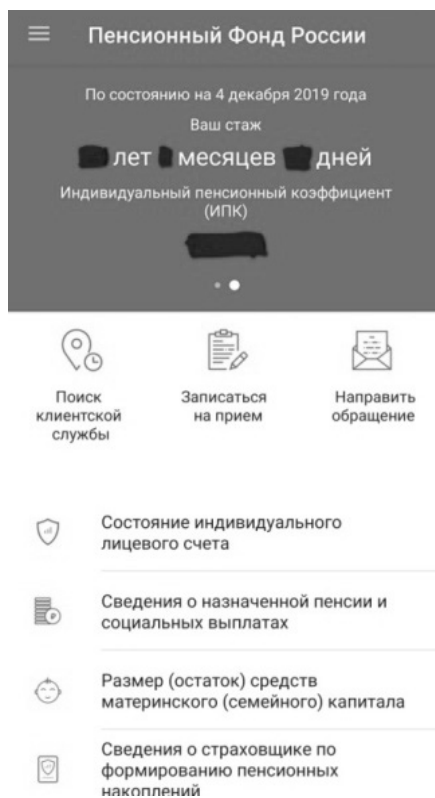 Пенсионный Фонд России
По состоянию на 4 декабря 2019 года
Ваш стаж
лет месяцев дней
Индивидуальный пенсионный коэффициент
(ИПК)
Поиск
клиентской
службы
Записаться
на прием
Направить
обращение
Состояние индивидуального
лицевого счета
Сведения о назначенной пенсии и
социальных выплатах
Размер (остаток) средств
материнского (семейного) капитала
Сведения о страховщике по
формированию пенсионных
накоплений